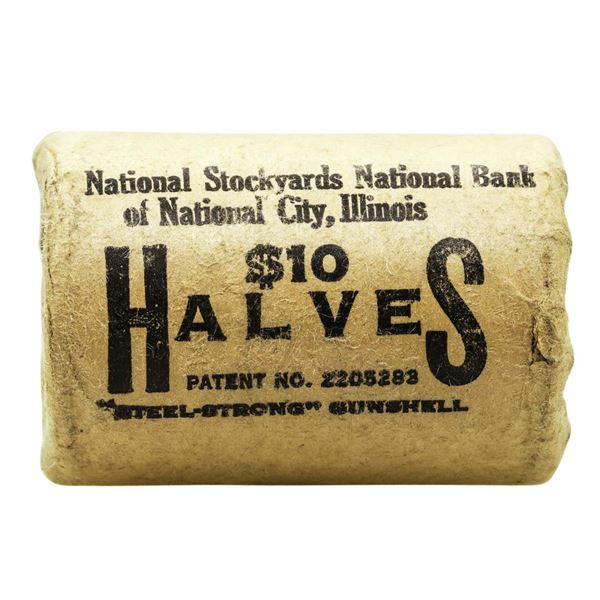 National Stockyards National Bank
of National City, Illinois
$10
HALVES
PATENT NO. 2205283
"STEEL-STRONG" GUNSHELL